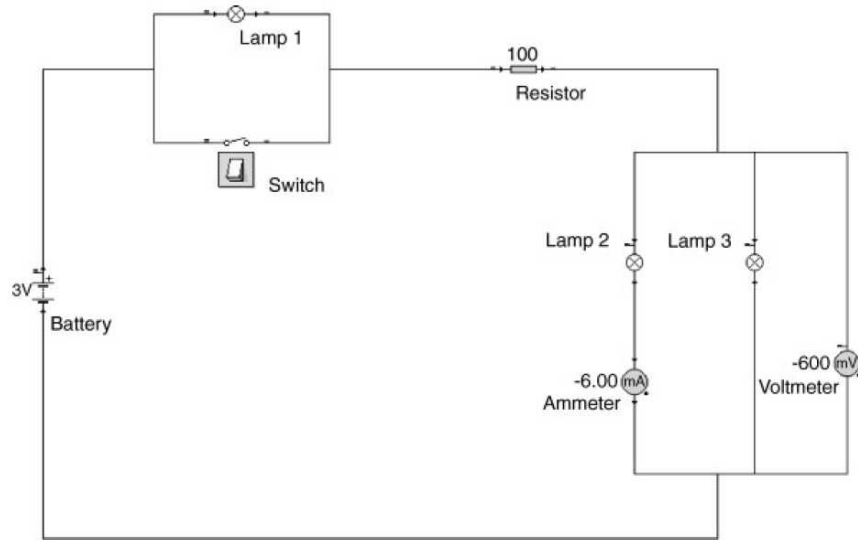 Lamp 1
100
Resistor
Switch
Lamp 2
Lamp 3
3V
+
Battery
-600 mV
Voltmeter
-6.00 mA
Ammeter